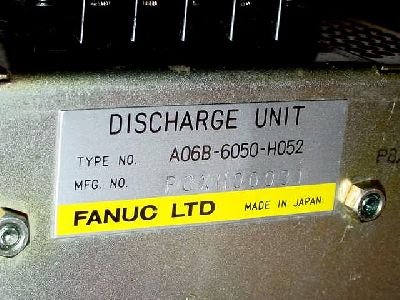 DISCHARGE UNIT
TYPE NO. A06B-6050-H052
MFG. NO.
FANUC LTD MADE IN JAPAN